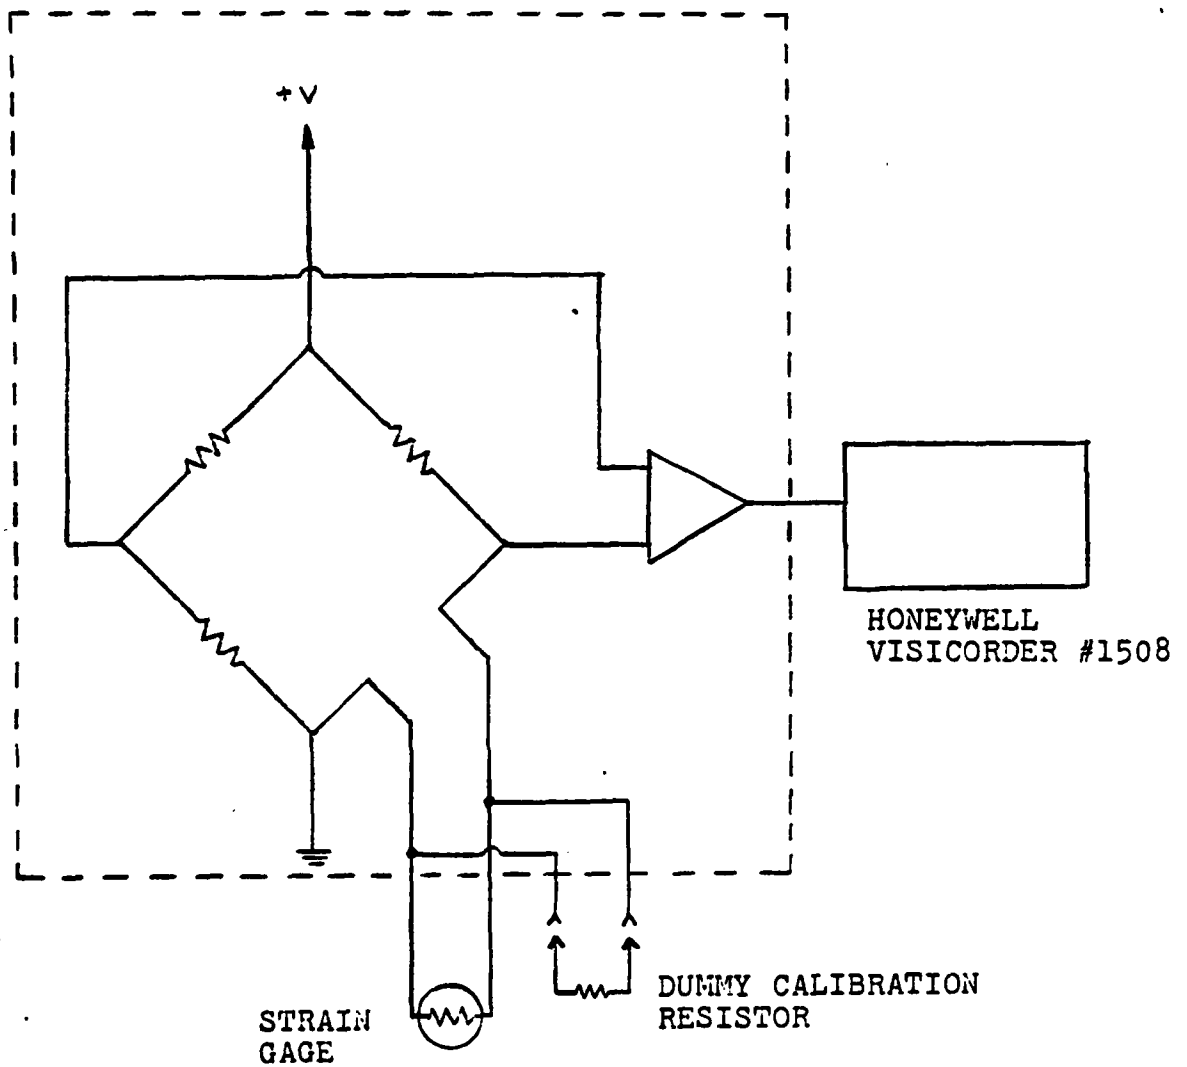 +V
HONEYWELL
VISICORDER #1508
DUMMY CALIBRATION
RESISTOR
STRAIN
GAGE